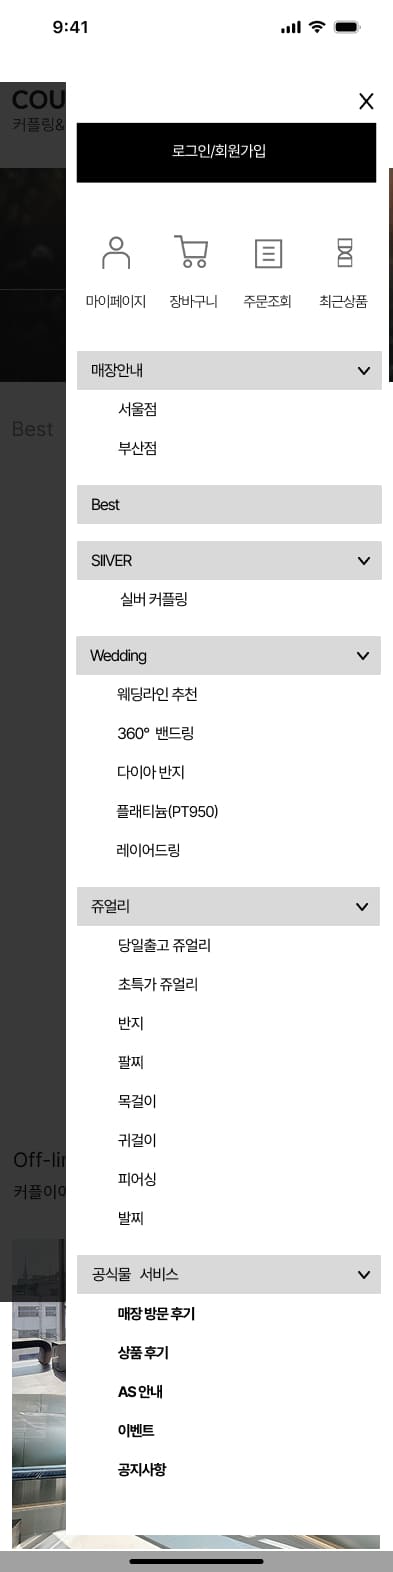 9:41
COU
커플링&
X
로그인/회원가입
마이페이지 장바구니 주문조회 최근상품
매장안내
서울점
부산점
Best
Best
SIIVER
실버 커플링
Wedding
웨딩라인 추천
360° 밴드링
다이아 반지
플래티늄(PT950)
레이어드링
쥬얼리
당일출고 쥬얼리
초특가 쥬얼리
반지
팔찌
목걸이
귀걸이
Off-lin
피어싱
커플이야
발찌
공식몰 서비스
매장 방문 후기
상품 후기
AS 안내
이벤트
공지사항